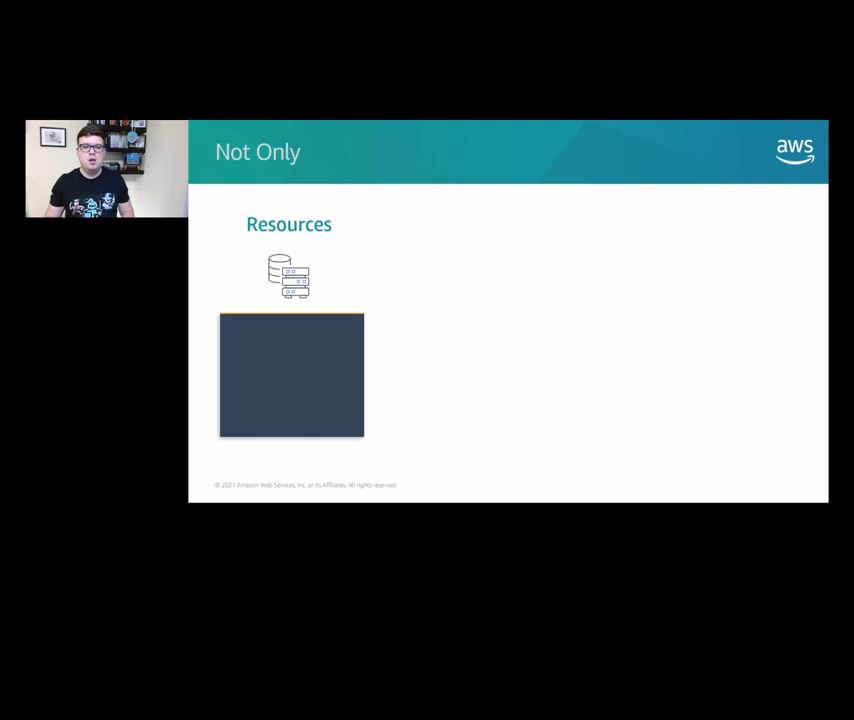 Not Only
aws
Resources
© 2021 Amazon Web Services, Inc. or its Affiliates. All rights reserved.